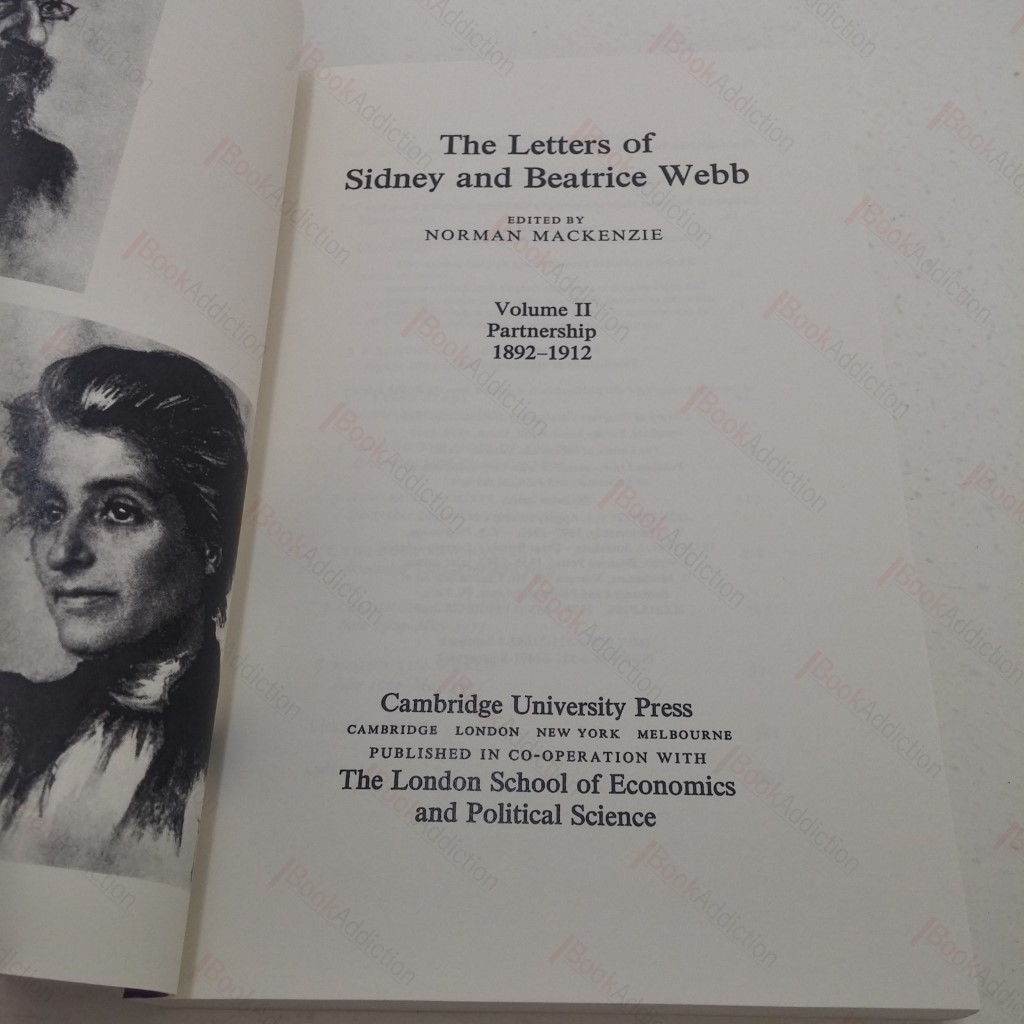 The Letters of
Sidney and Beatrice Webb
EDITED BY
NORMAN MACKENZIE
Volume II
Partnership
1892–1912
Cambridge University Press
CAMBRIDGE LONDON NEW YORK MELBOURNE
PUBLISHED IN CO-OPERATION WITH
The London School of Economics
and Political Science
BookAddiction